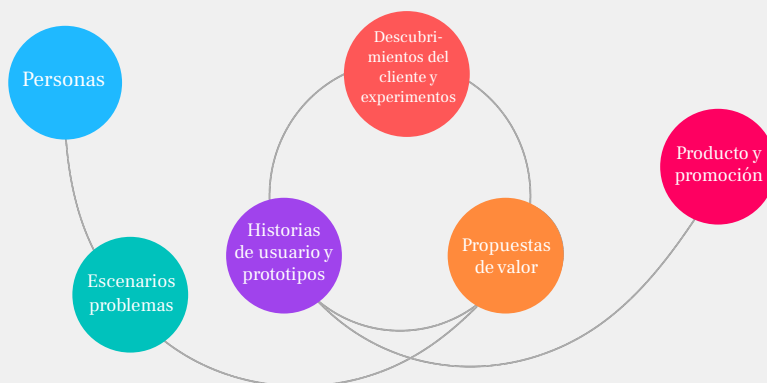 Personas
Escenarios
problemas
Descubri-
mientos del
cliente y
experimentos
Historias
de usuario y
prototipos
Propuestas
de valor
Producto y
promoción